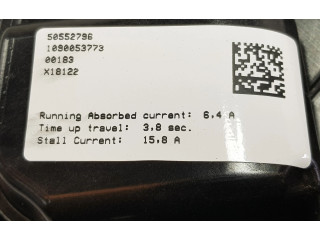 50552796
1090053773
00183
X18122
Running Absorbed current: 6,4 A
Time up travel: 3,8 sec.
Stall Current: 15,8 A